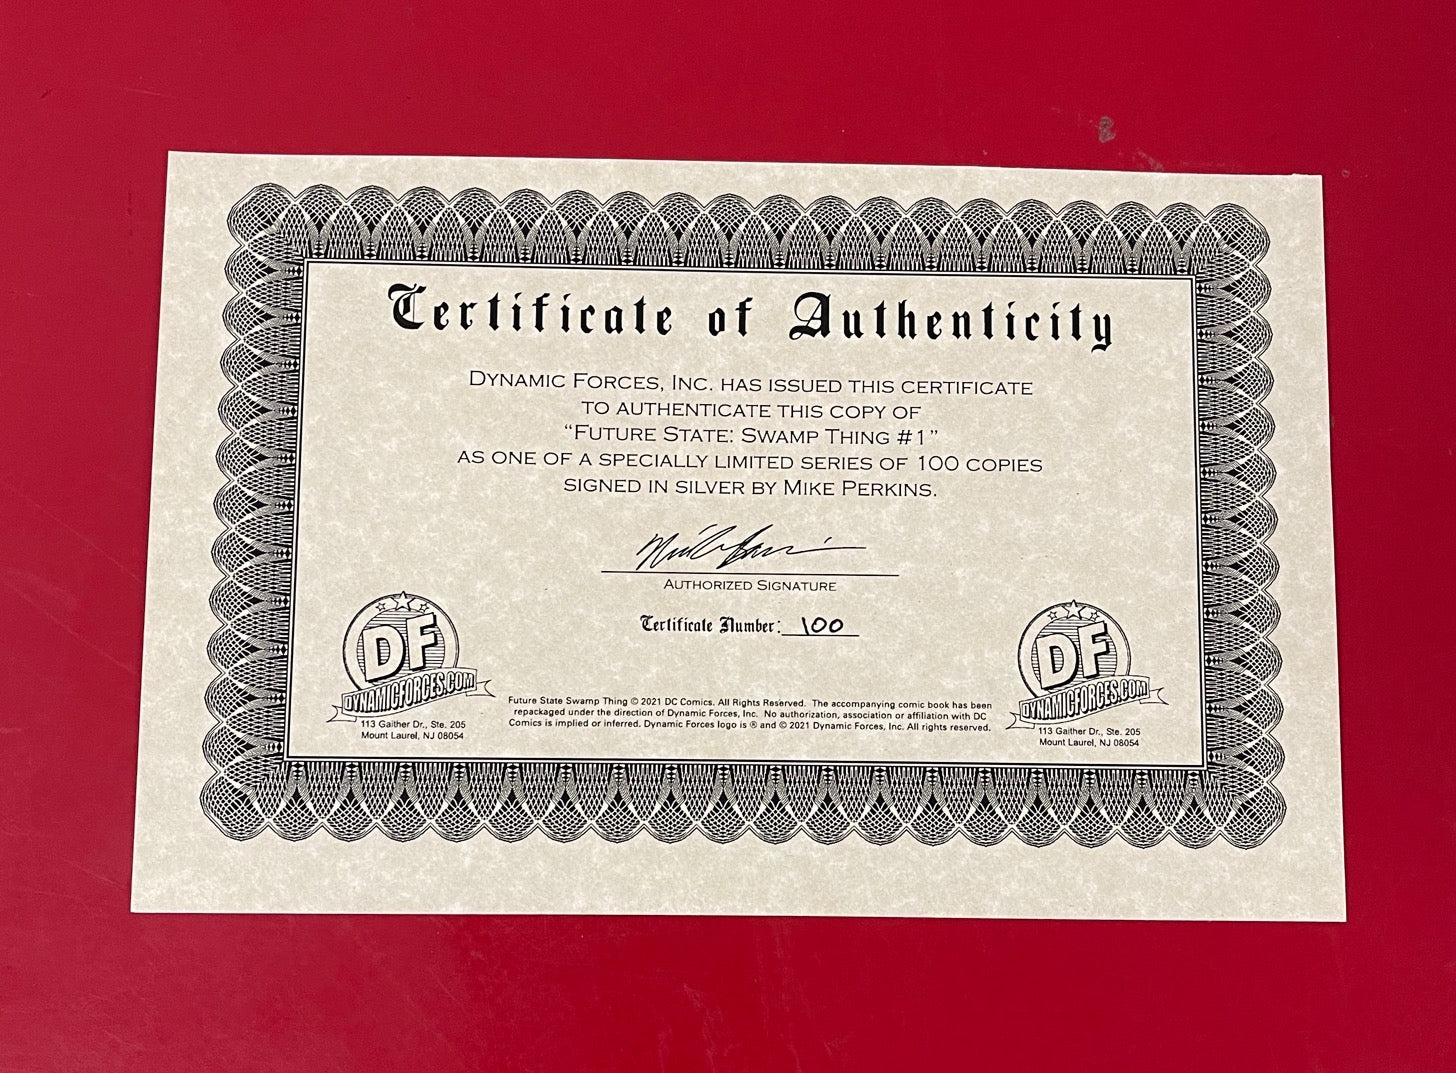 Certificate of Authenticity
DYNAMIC FORCES, INC. HAS ISSUED THIS CERTIFICATE
TO AUTHENTICATE THIS COPY OF
“FUTURE STATE: SWAMP THING #1”
AS ONE OF A SPECIALLY LIMITED SERIES OF 100 COPIES
SIGNED IN SILVER BY MIKE PERKINS.
AUTHORIZED SIGNATURE
Certificate Number: 100
DF
DYNAMICFORCES.COM
113 Gaither Dr., Ste. 205
Mount Laurel, NJ 08054
Future State Swamp Thing © 2021 DC Comics. All Rights Reserved. The accompanying comic book has been
repackaged under the direction of Dynamic Forces, Inc. No authorization, association or affiliation with DC
Comics is implied or inferred. Dynamic Forces logo is ® and © 2021 Dynamic Forces, Inc. All rights reserved.
DF
DYNAMICFORCES.COM
113 Gaither Dr., Ste. 205
Mount Laurel, NJ 08054